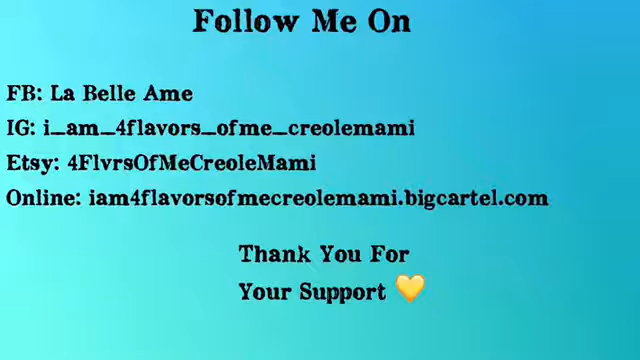 Follow Me On
FB: La Belle Ame
IG: i_am_4flavors_ofme_creolemami
Etsy: 4FlvrsOfMeCreoleMami
Online: iam4flavorsofmecreolemami.bigcartel.com
Thank You For
Your Support 💛